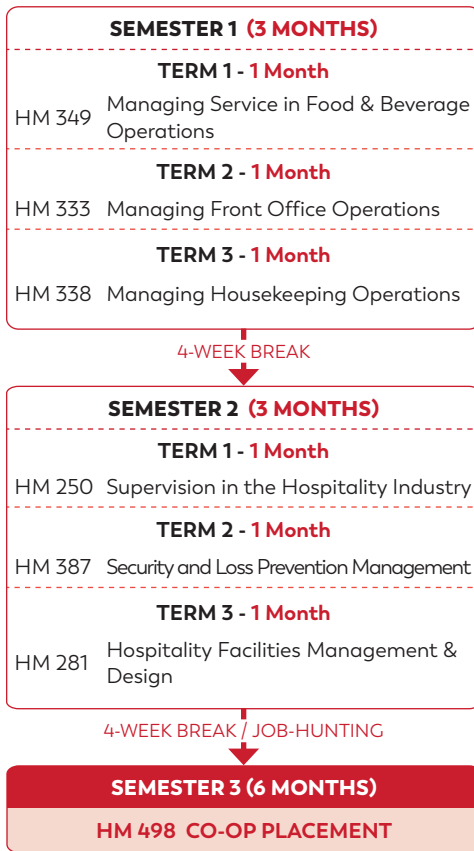 SEMESTER 1 (3 MONTHS)
TERM 1 - 1 Month
HM 349 Managing Service in Food & Beverage
Operations
TERM 2 - 1 Month
HM 333 Managing Front Office Operations
TERM 3 - 1 Month
HM 338 Managing Housekeeping Operations
4-WEEK BREAK
SEMESTER 2 (3 MONTHS)
TERM 1 - 1 Month
HM 250 Supervision in the Hospitality Industry
TERM 2 - 1 Month
HM 387 Security and Loss Prevention Management
TERM 3 - 1 Month
HM 281 Hospitality Facilities Management &
Design
4-WEEK BREAK / JOB-HUNTING
SEMESTER 3 (6 MONTHS)
HM 498 CO-OP PLACEMENT